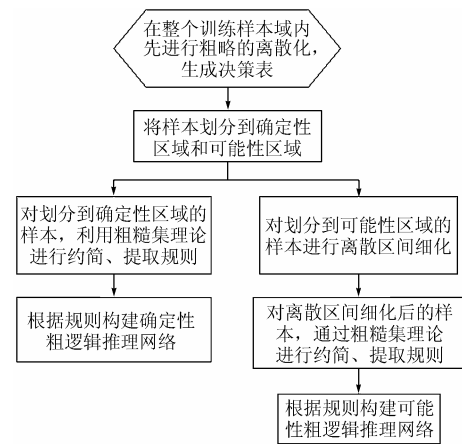 在整个训练样本域内
先进行粗略的离散化，
生成决策表
将样本划分到确定性
区域和可能性区域
对划分到确定性区域的
样本，利用粗糙集理论
进行约简、提取规则
根据规则构建确定性
粗逻辑推理网络
对划分到可能性区域的
样本进行离散区间细化
对离散区间细化后的样
本，通过粗糙集理论
进行约简、提取规则
根据规则构建可能
性粗逻辑推理网络